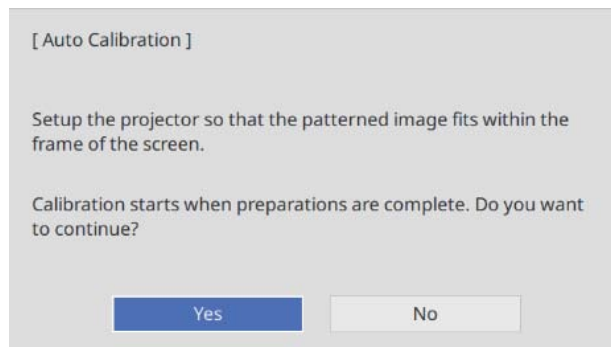 [ Auto Calibration ]
Setup the projector so that the patterned image fits within the
frame of the screen.
Calibration starts when preparations are complete. Do you want
to continue?
Yes
No